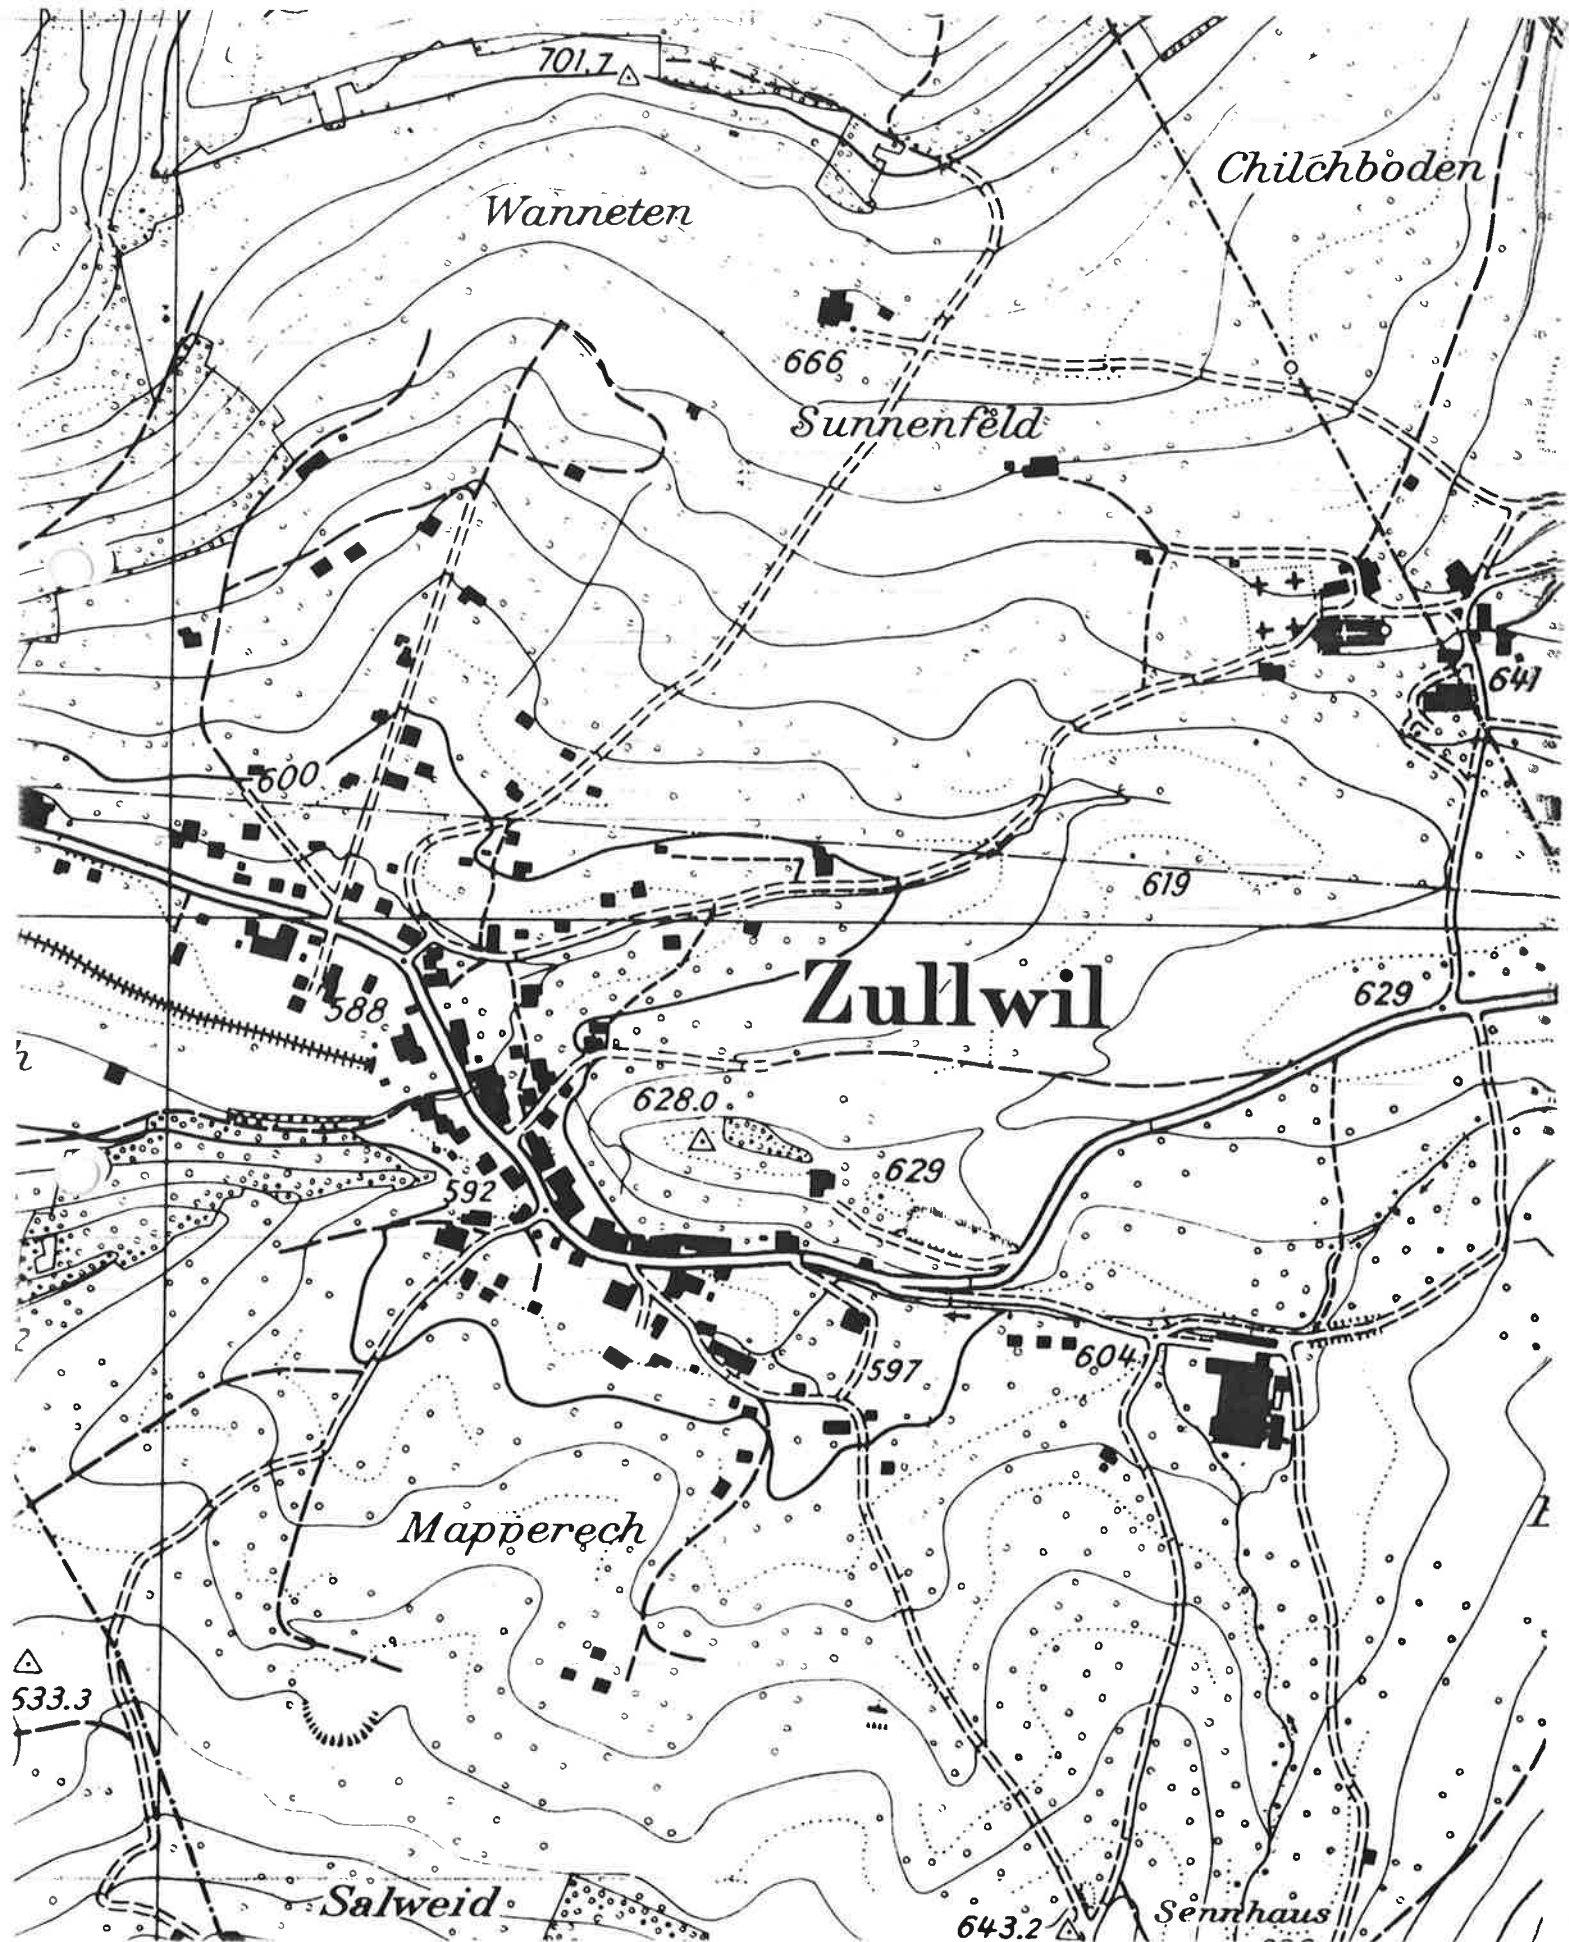 701.7
Chilchboden
Wanneten
666
Sunnenfeld
641
600
619
Zullwil
629
588
628.0
629
592
604
597
Mapperech
533.3
Salweid
643.2
Sennhaus